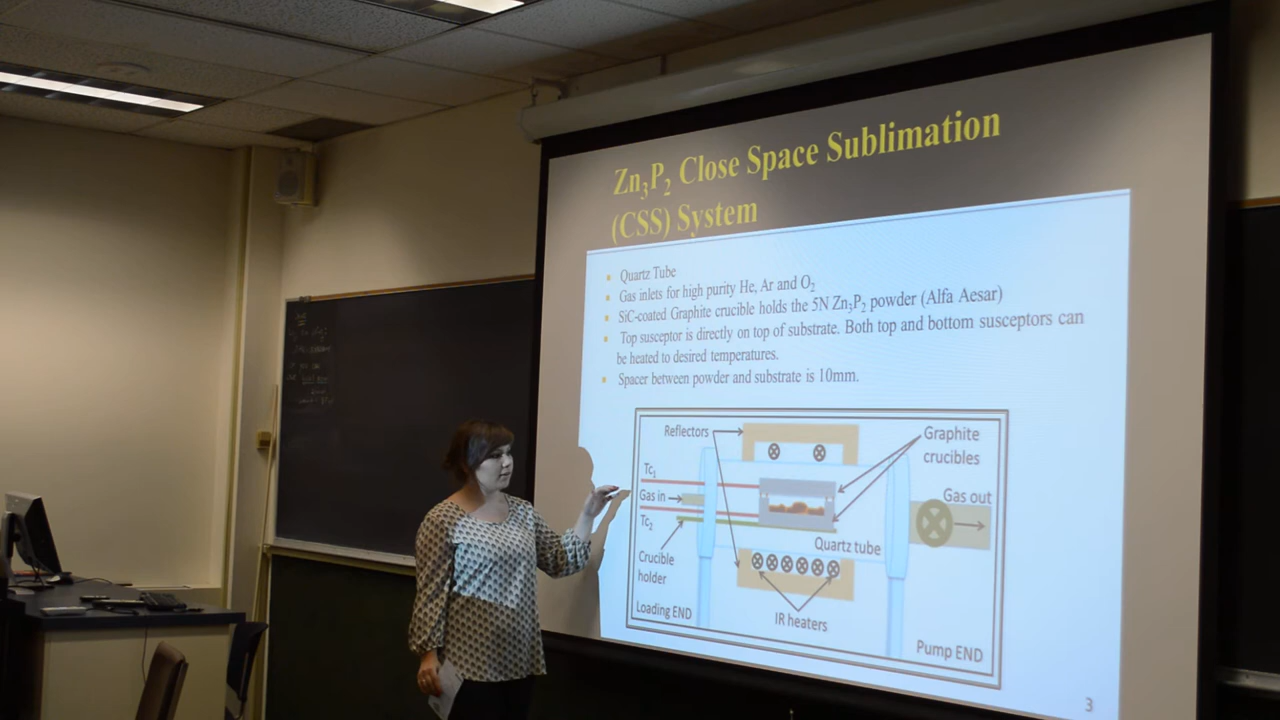 Zn₃P₂ Close Space Sublimation
(CSS) System
Quartz Tube
Gas inlets for high purity He, Ar and O₂
SiC-coated Graphite crucible holds the 5N Zn₃P₂ powder (Alfa Aesar)
Top susceptor is directly on top of substrate. Both top and bottom susceptors can
be heated to desired temperatures.
Spacer between powder and substrate is 10mm.
Reflectors
Graphite
crucibles
Tc₁
Gas in
Gas out
Tc₂
Quartz tube
Crucible
holder
Loading END
IR heaters
Pump END
3